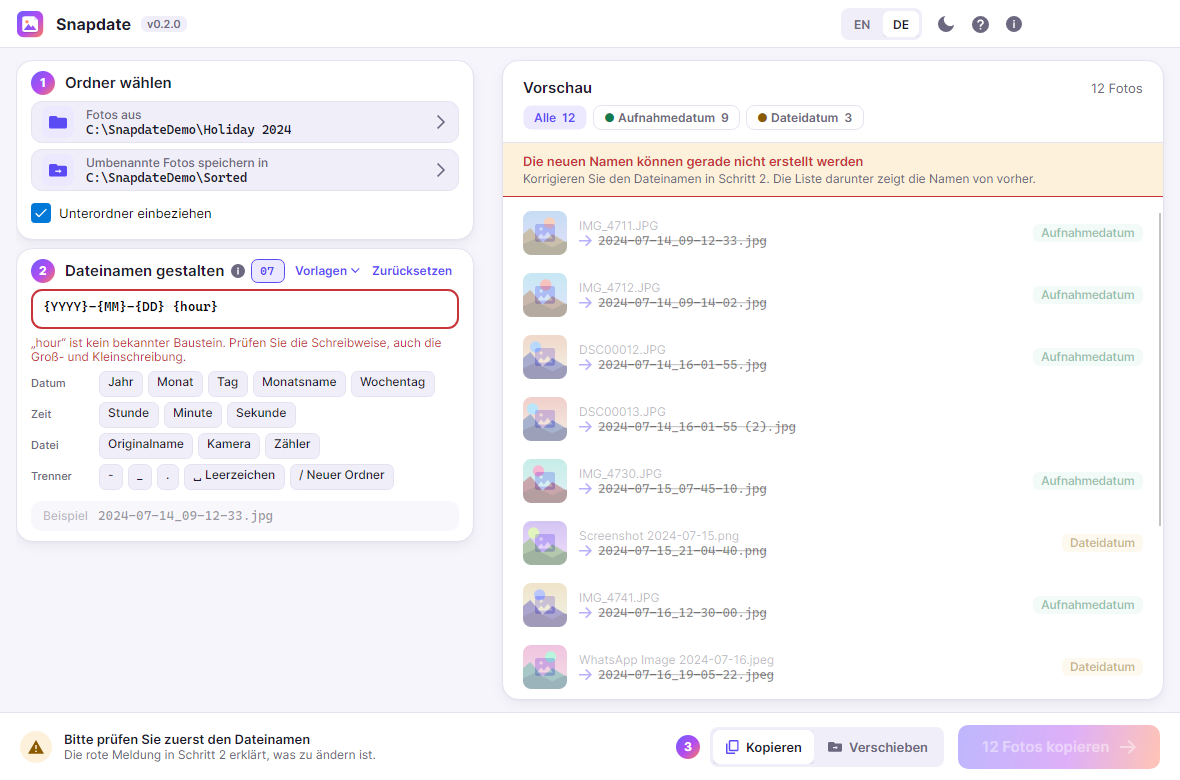 Snapdate v0.2.0
EN DE
1 Ordner wählen
Fotos aus
C:\SnapdateDemo\Holiday 2024
Umbenannte Fotos speichern in
C:\SnapdateDemo\Sorted
Unterordner einbeziehen
2 Dateinamen gestalten 07 Vorlagen Zurücksetzen
{YYYY}-{MM}-{DD} {hour}
„hour“ ist kein bekannter Baustein. Prüfen Sie die Schreibweise, auch die
Groß- und Kleinschreibung.
Datum Jahr Monat Tag Monatsname Wochentag
Zeit Stunde Minute Sekunde
Datei Originalname Kamera Zähler
Trenner - _ . ␣ Leerzeichen / Neuer Ordner
Beispiel 2024-07-14_09-12-33.jpg
Vorschau 12 Fotos
Alle 12 Aufnahmedatum 9 Dateidatum 3
Die neuen Namen können gerade nicht erstellt werden
Korrigieren Sie den Dateinamen in Schritt 2. Die Liste darunter zeigt die Namen von vorher.
IMG_4711.JPG
→ 2024-07-14_09-12-33.jpg Aufnahmedatum
IMG_4712.JPG
→ 2024-07-14_09-14-02.jpg Aufnahmedatum
DSC00012.JPG
→ 2024-07-14_16-01-55.jpg Aufnahmedatum
DSC00013.JPG
→ 2024-07-14_16-01-55 (2).jpg
IMG_4730.JPG
→ 2024-07-15_07-45-10.jpg Aufnahmedatum
Screenshot 2024-07-15.png
→ 2024-07-15_21-04-40.png Dateidatum
IMG_4741.JPG
→ 2024-07-16_12-30-00.jpg Aufnahmedatum
WhatsApp Image 2024-07-16.jpeg
→ 2024-07-16_19-05-22.jpeg Dateidatum
Bitte prüfen Sie zuerst den Dateinamen
Die rote Meldung in Schritt 2 erklärt, was zu ändern ist.
3 Kopieren Verschieben 12 Fotos kopieren →